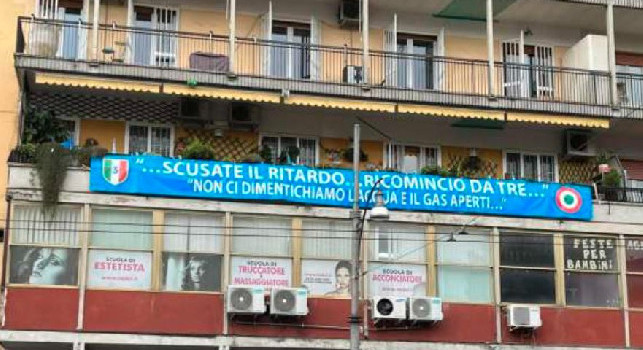 "...SCUSATE IL RITARDO... RICOMINCIO DA TRE..."
"NON CI DIMENTICHIAMO L'ACQUA E IL GAS APERTI..."
SCUOLA DI
ESTETISTA
SCUOLA DI
TRUCCATORE e
MASSAGGIATORE
SCUOLA DI
ACCONCIATORE
FESTE PER
BAMBINI